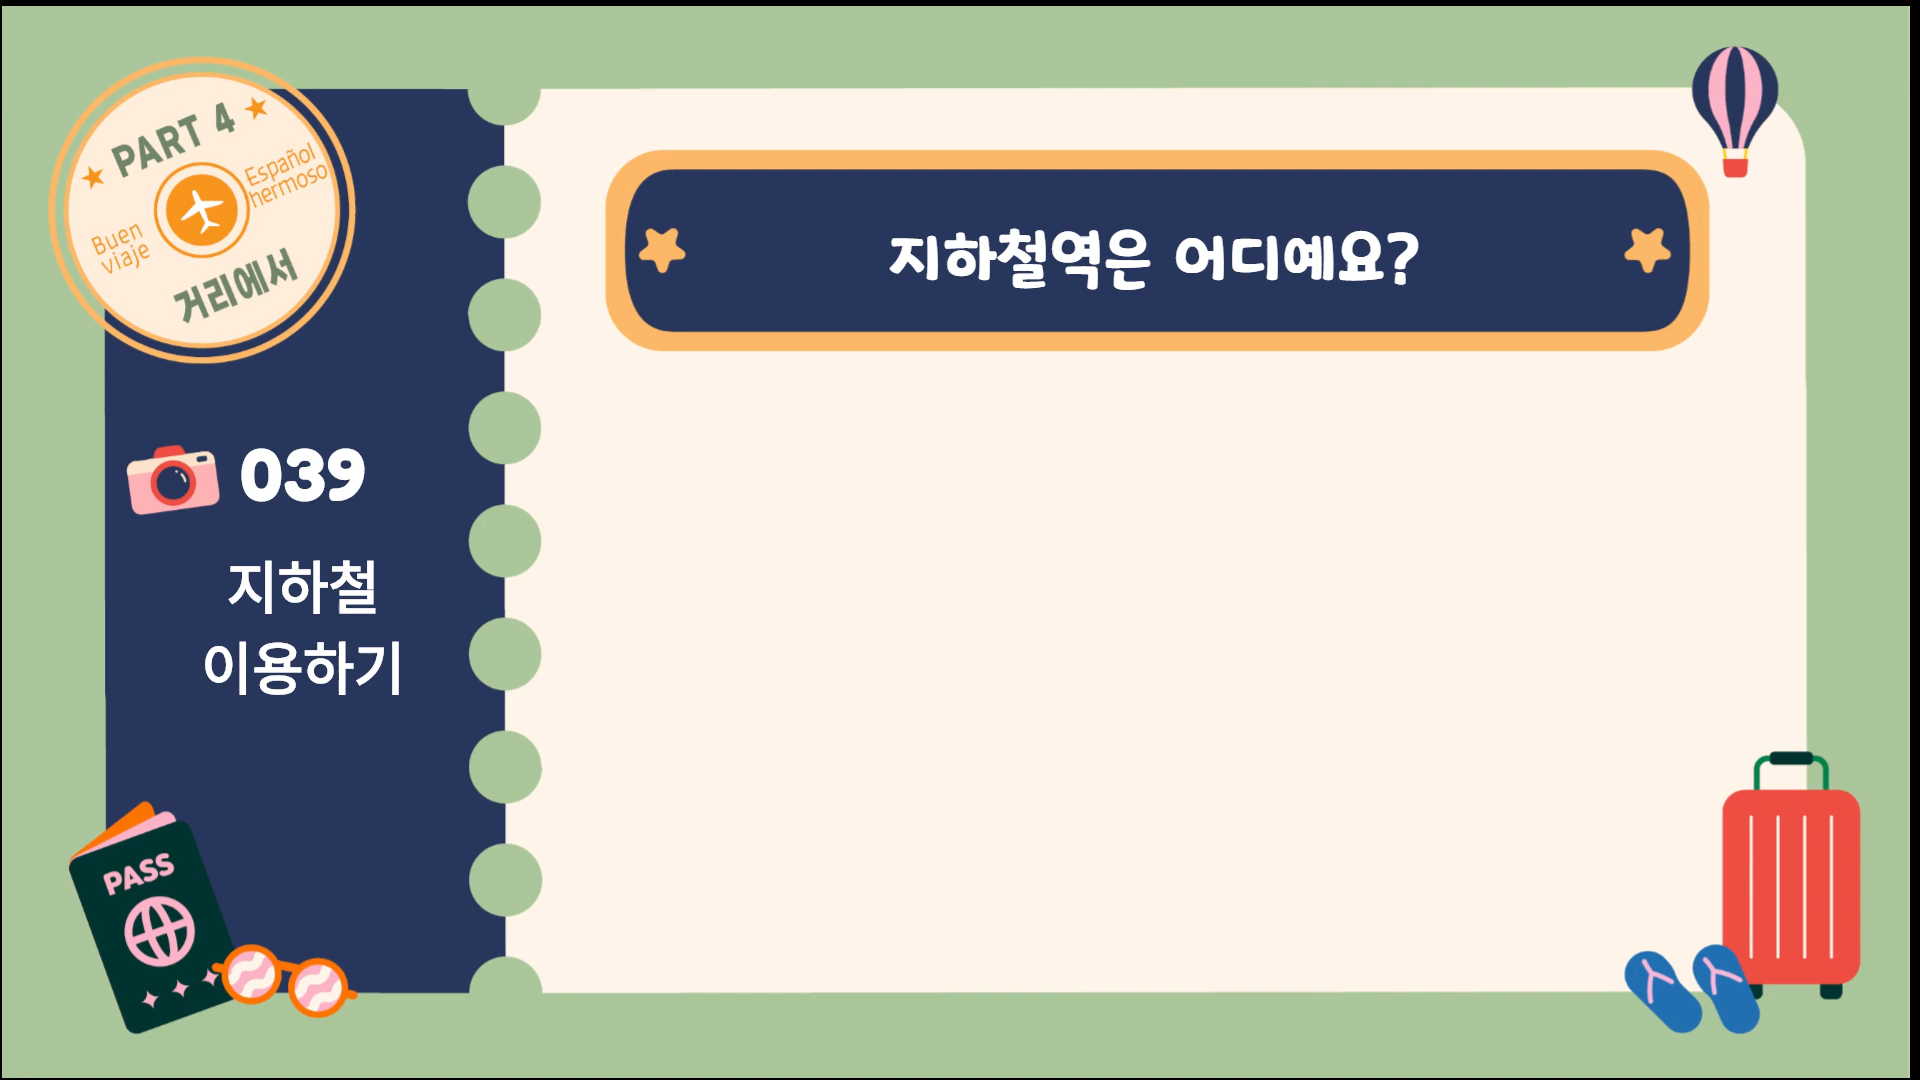 PART 4
Español
hermoso
Buen
viaje
거리에서
039
지하철
이용하기
지하철역은 어디예요?
PASS